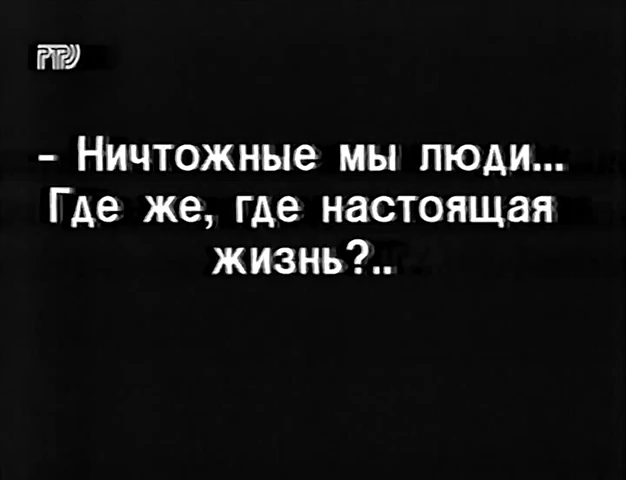 РТР
- Ничтожные мы люди...
Где же, где настоящая
жизнь?..